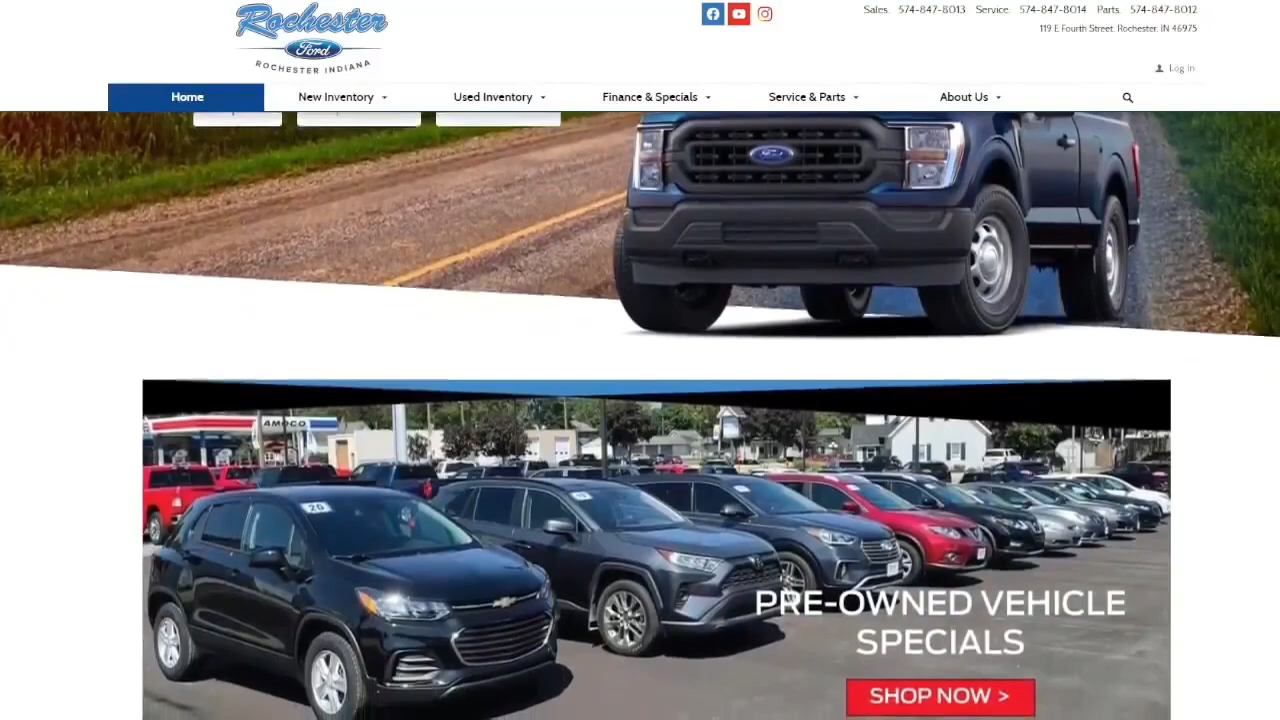 Rochester
Ford
ROCHESTER INDIANA
Sales. 574-847-8013 Service: 574-847-8014 Parts. 574-847-8012
119 E Fourth Street, Rochester, IN 46975
Log in
Home New Inventory Used Inventory Finance & Specials Service & Parts About Us
Ford
AMOCO
20
PRE-OWNED VEHICLE
SPECIALS
SHOP NOW >